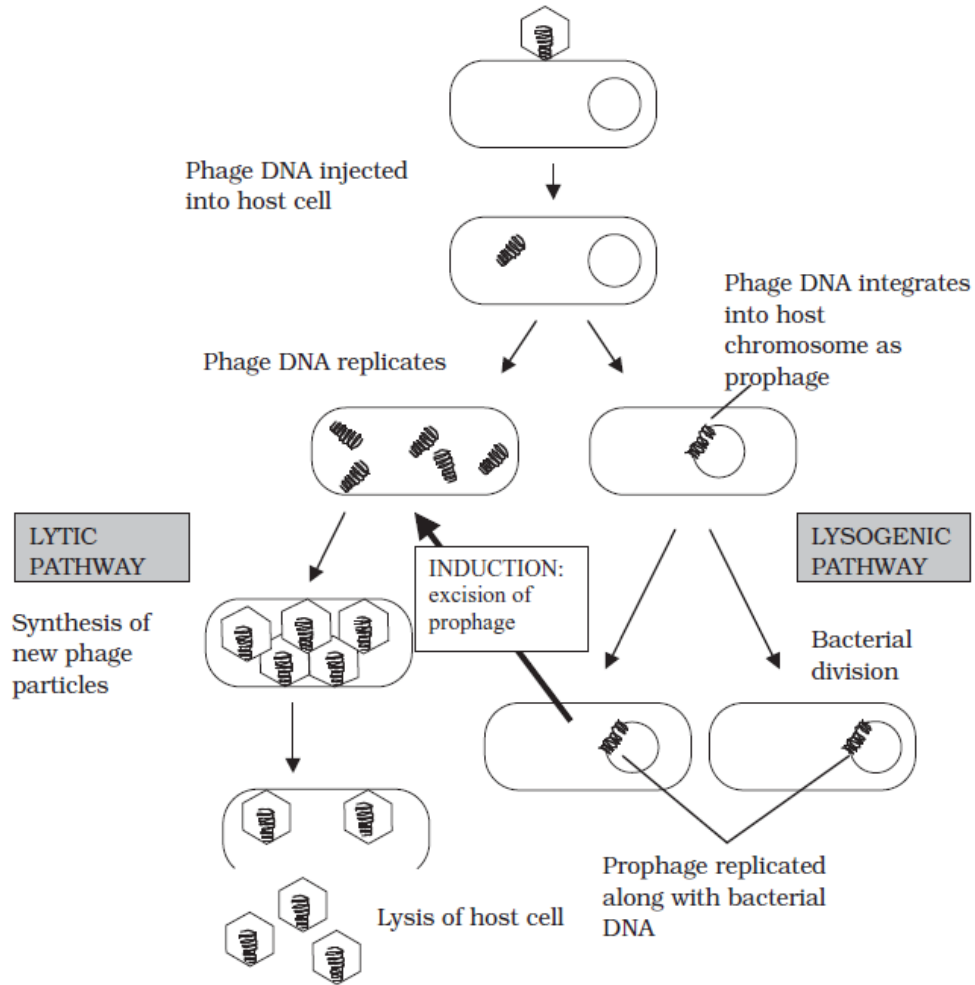 Phage DNA injected
into host cell
Phage DNA integrates
into host
chromosome as
prophage
Phage DNA replicates
LYTIC
PATHWAY
INDUCTION:
excision of
prophage
LYSOGENIC
PATHWAY
Synthesis of
new phage
particles
Bacterial
division
Prophage replicated
along with bacterial
DNA
Lysis of host cell